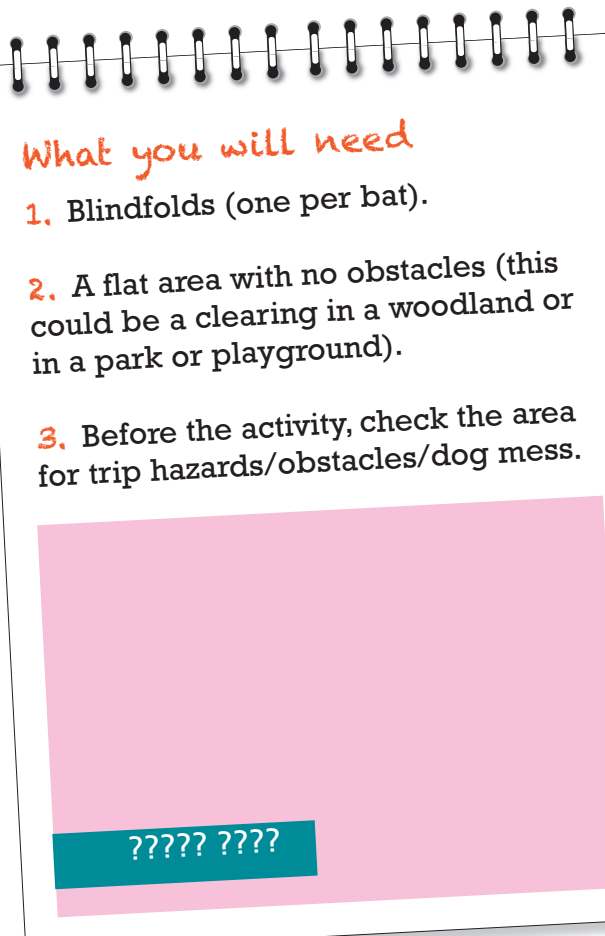 What you will need
1. Blindfolds (one per bat).
2. A flat area with no obstacles (this
could be a clearing in a woodland or
in a park or playground).
3. Before the activity, check the area
for trip hazards/obstacles/dog mess.
????? ????